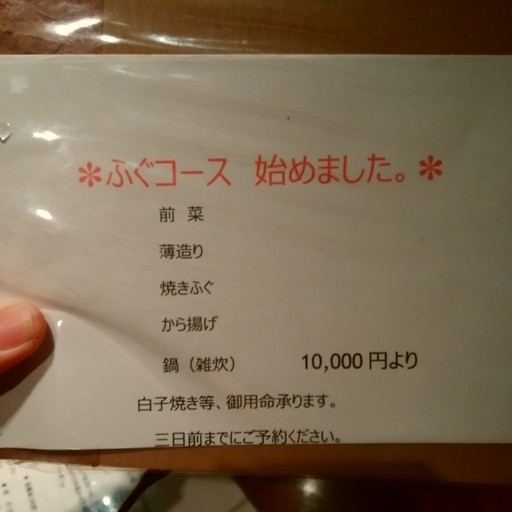 ✻ふぐコース 始めました。✻
前 菜
薄造り
焼きふぐ
から揚げ
鍋（雑炊） 10,000円より
白子焼き等、御用命承ります。
三日前までにご予約ください。